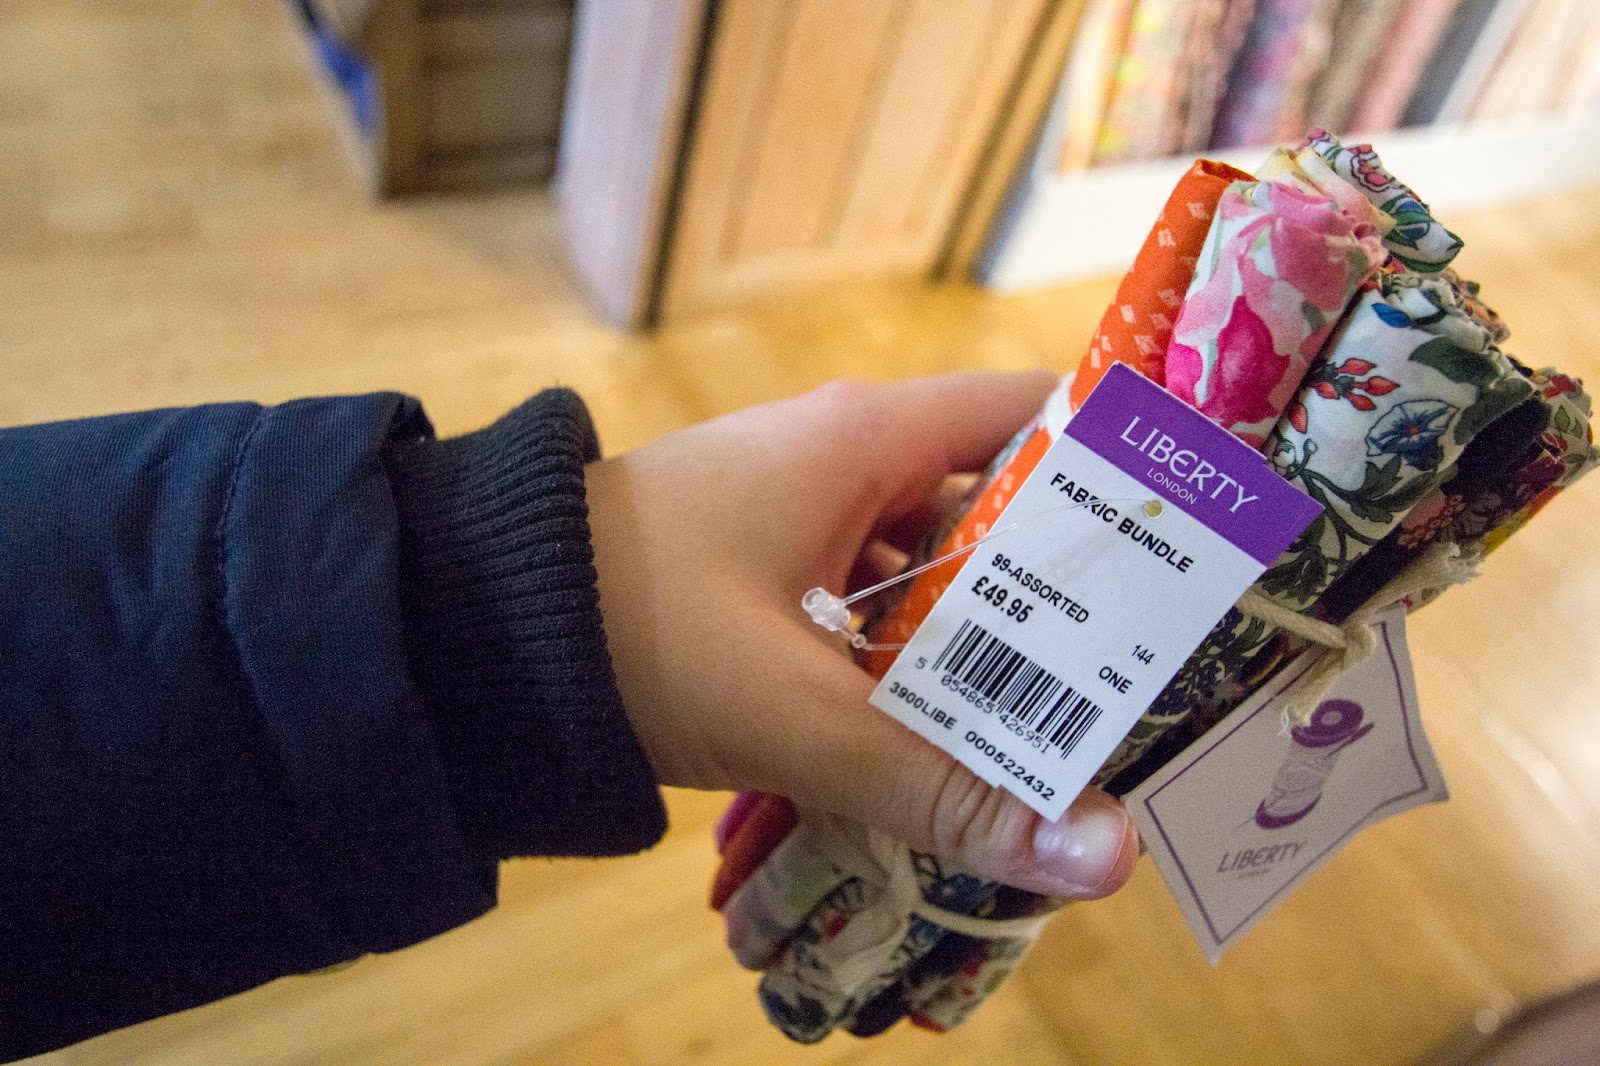 LIBERTY
LONDON
FABRIC BUNDLE
99-ASSORTED
£49.95
144
ONE
5 054865 426951
3900LIBE 000522432
LIBERTY